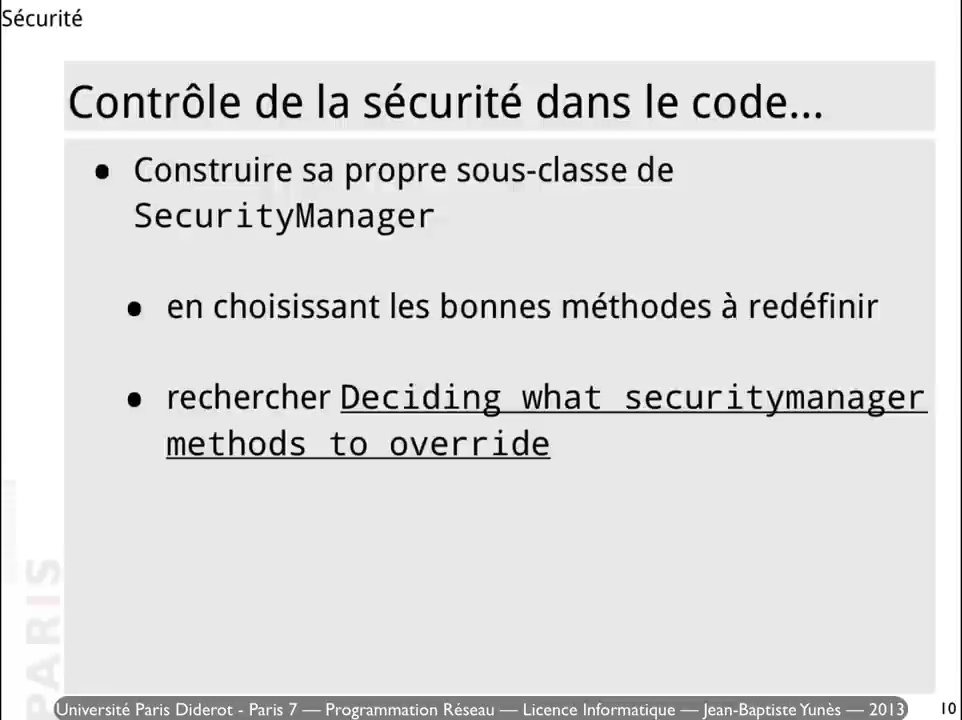 Sécurité
Contrôle de la sécurité dans le code...
• Construire sa propre sous-classe de
SecurityManager
• en choisissant les bonnes méthodes à redéfinir
• rechercher Deciding what securitymanager
methods to override
PARIS
Université Paris Diderot - Paris 7 — Programmation Réseau — Licence Informatique — Jean-Baptiste Yunès — 2013
10